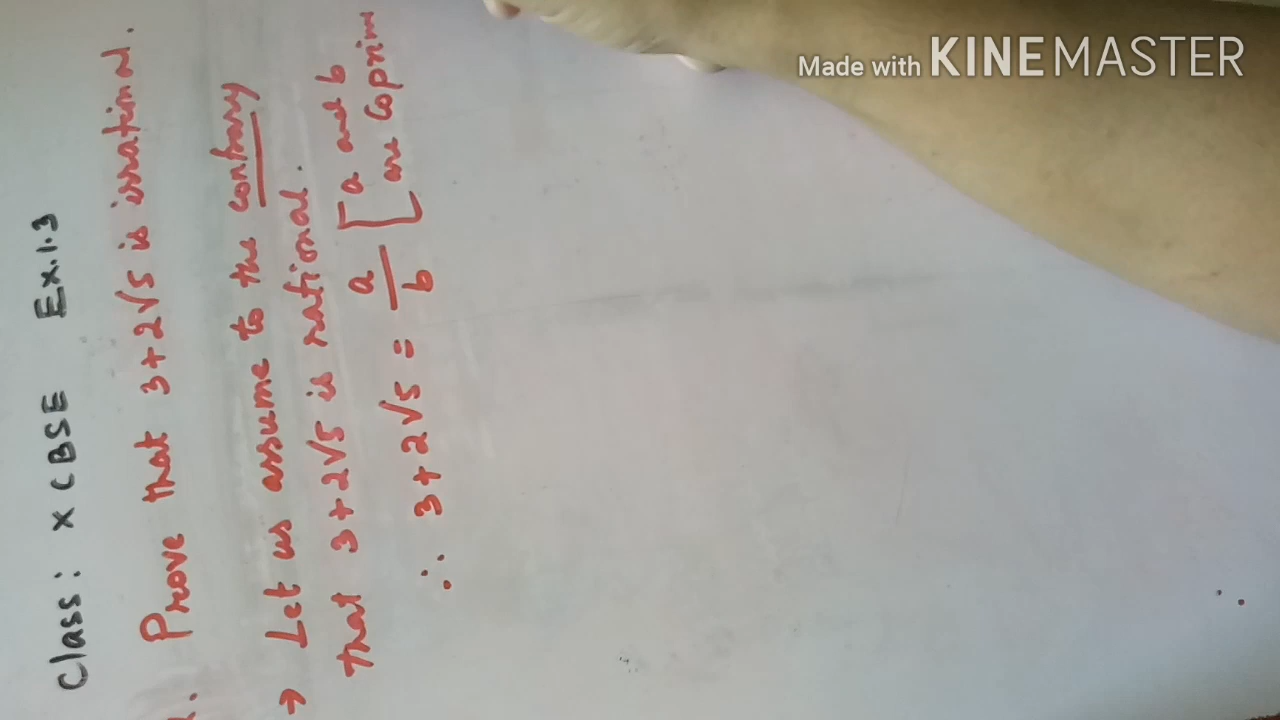 Class: X CBSE Ex.1.3
Prove that 3+2√5 is irrational.
→ Let us assume to the contrary
that 3+2√5 is rational.
∴ 3+2√5 = a/b [a and b
are coprim
Made with KINEMASTER